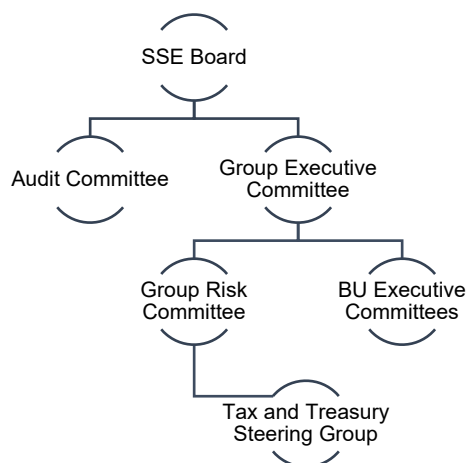 SSE Board
Audit Committee
Group Executive
Committee
Group Risk
Committee
BU Executive
Committees
Tax and Treasury
Steering Group